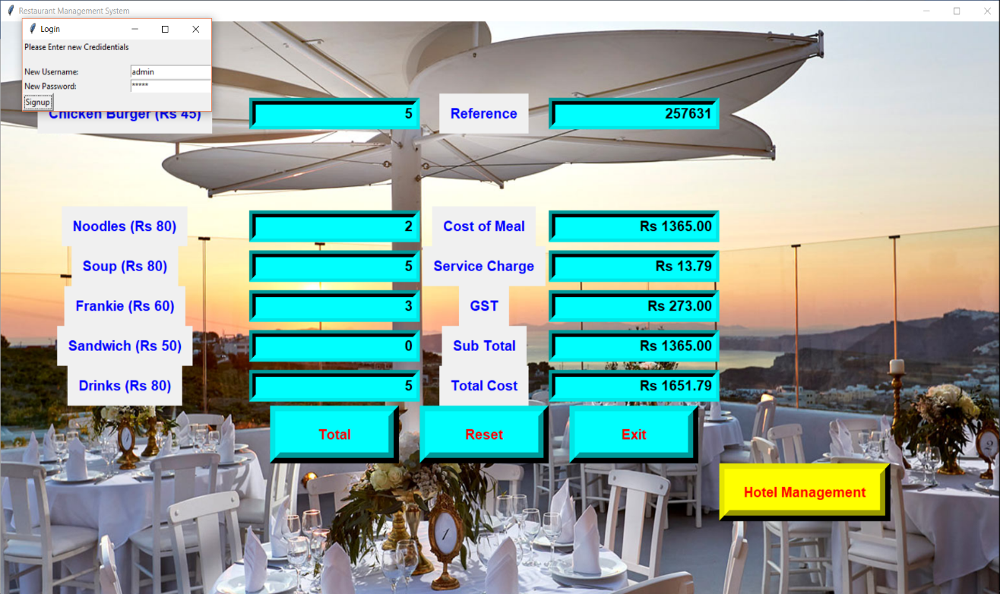 Restaurant Management System
Login
Please Enter new Credidentials
New Username: admin
New Password: *****
Signup
Chicken Burger (Rs 45) 5 Reference 257631
Noodles (Rs 80) 2 Cost of Meal Rs 1365.00
Soup (Rs 80) 5 Service Charge Rs 13.79
Frankie (Rs 60) 3 GST Rs 273.00
Sandwich (Rs 50) 0 Sub Total Rs 1365.00
Drinks (Rs 80) 5 Total Cost Rs 1651.79
Total Reset Exit
Hotel Management